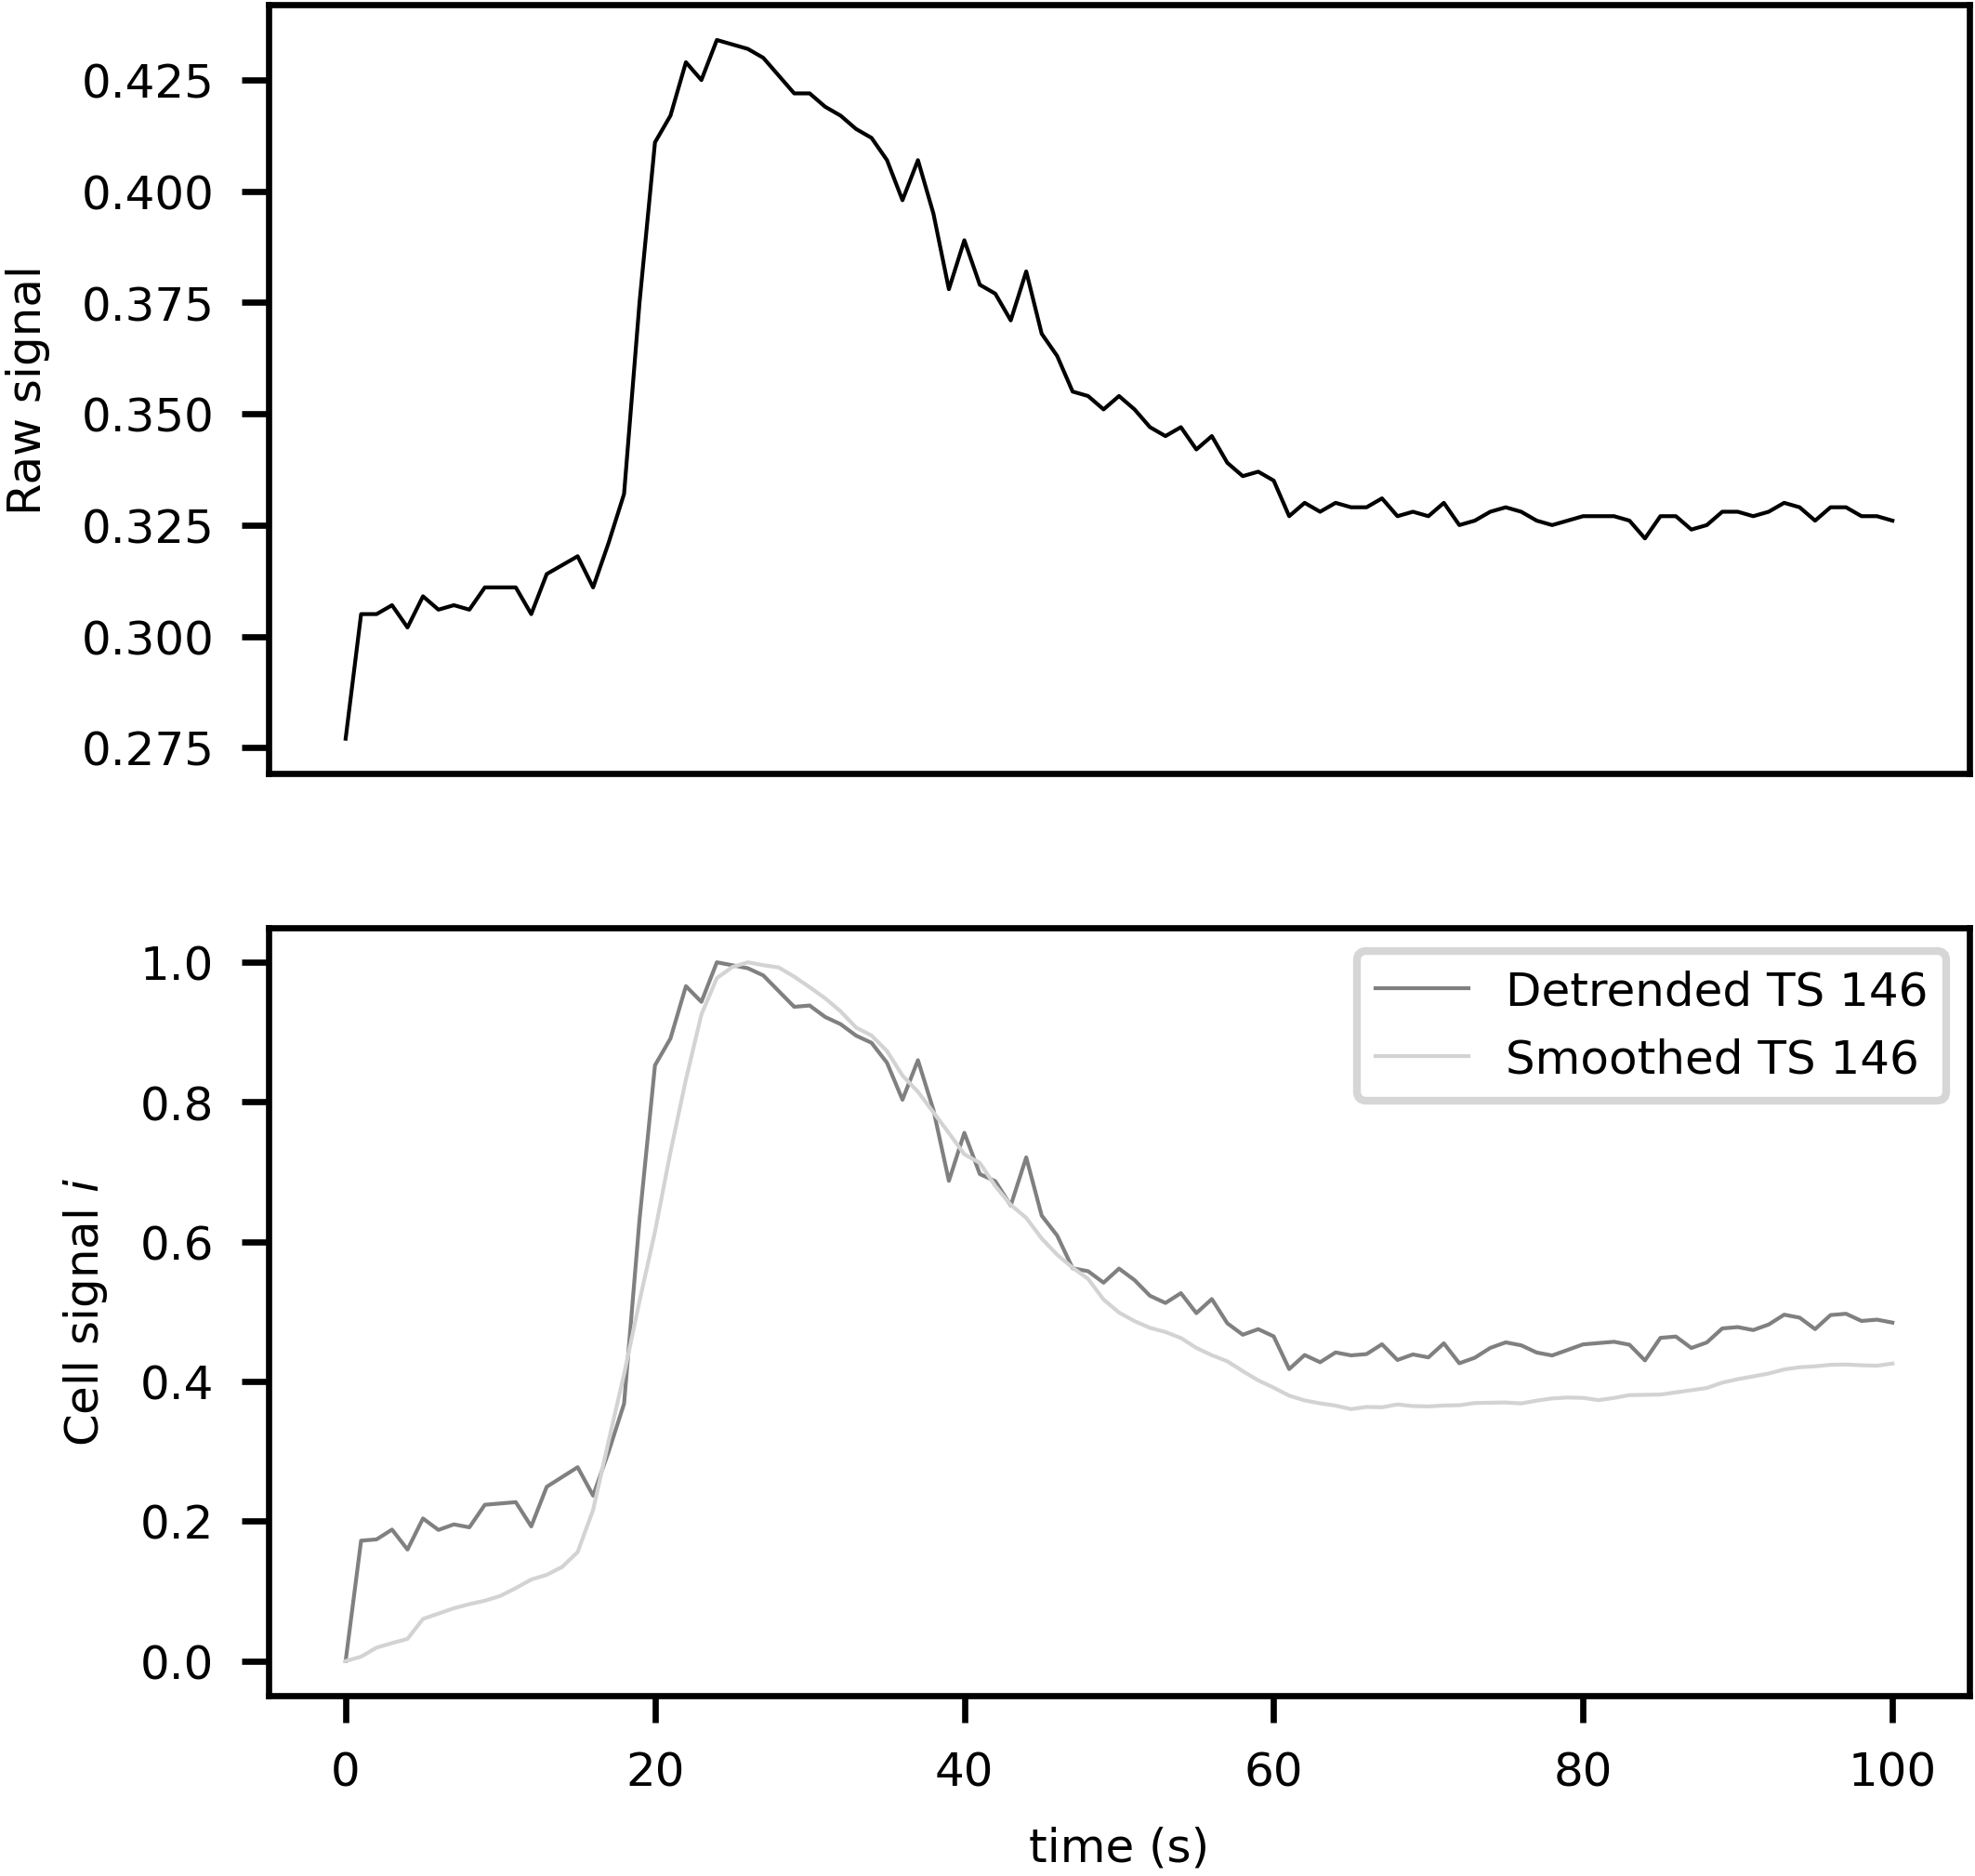 Raw signal
0.425
0.400
0.375
0.350
0.325
0.300
0.275
Cell signal i
1.0
0.8
0.6
0.4
0.2
0.0
Detrended TS 146
Smoothed TS 146
0 20 40 60 80 100
time (s)